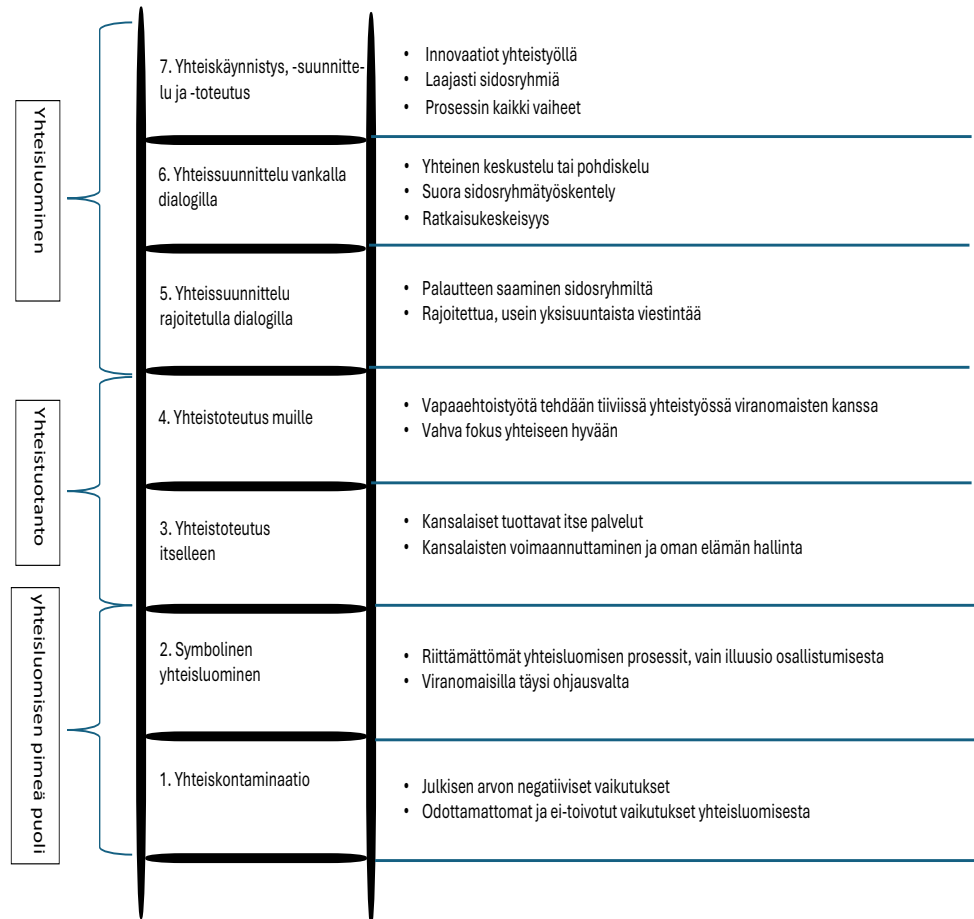 Yhteisluominen
7. Yhteiskäynnistys, -suunnitte-
lu ja -toteutus
• Innovaatiot yhteistyöllä
• Laajasti sidosryhmiä
• Prosessin kaikki vaiheet
6. Yhteissuunnittelu vankalla
dialogilla
• Yhteinen keskustelu tai pohdiskelu
• Suora sidosryhmätyöskentely
• Ratkaisukeskeisyys
5. Yhteissuunnittelu
rajoitetulla dialogilla
• Palautteen saaminen sidosryhmiltä
• Rajoitettua, usein yksisuuntaista viestintää
Yhteistuotanto
4. Yhteistoteutus muille
• Vapaaehtoistyötä tehdään tiiviissä yhteistyössä viranomaisten kanssa
• Vahva fokus yhteiseen hyvään
3. Yhteistoteutus
itselleen
• Kansalaiset tuottavat itse palvelut
• Kansalaisten voimaannuttaminen ja oman elämän hallinta
yhteisluomisen pimeä puoli
2. Symbolinen
yhteisluominen
• Riittämättömät yhteisluomisen prosessit, vain illuusio osallistumisesta
• Viranomaisilla täysi ohjausvalta
1. Yhteiskontaminaatio
• Julkisen arvon negatiiviset vaikutukset
• Odottamattomat ja ei-toivotut vaikutukset yhteisluomisesta